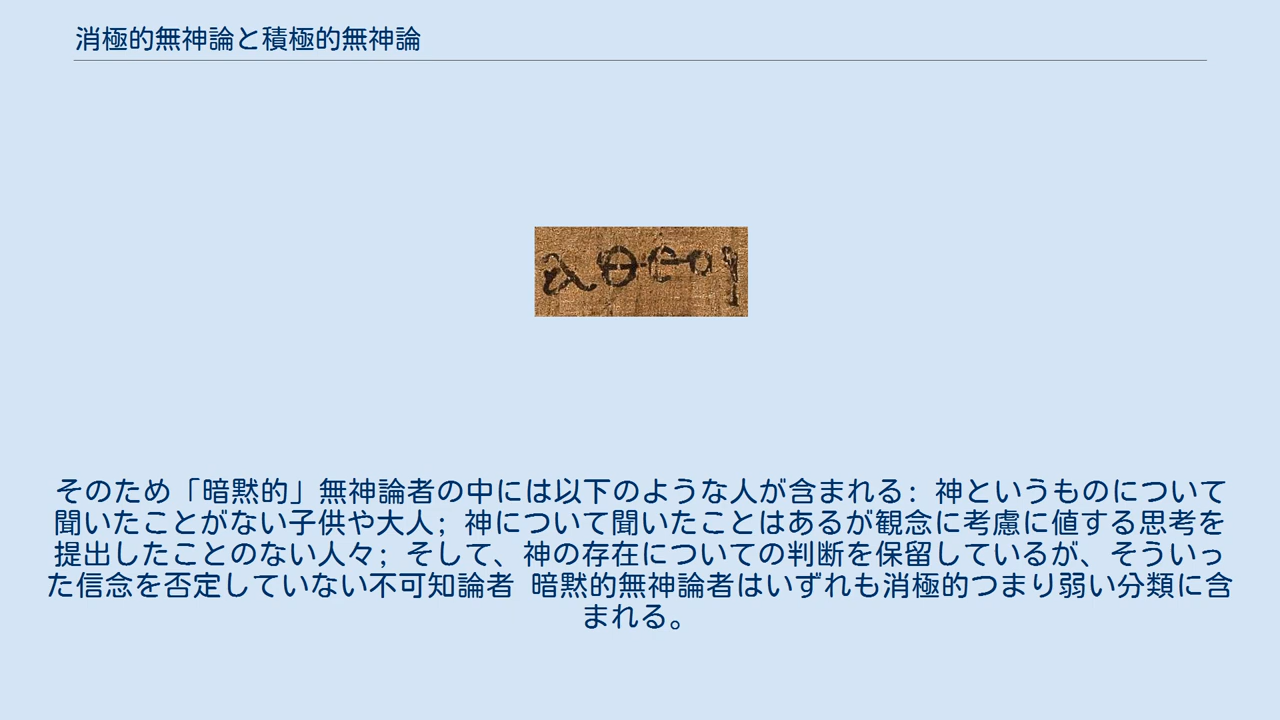 消極的無神論と積極的無神論
αθεοι
そのため「暗黙的」無神論者の中には以下のような人が含まれる：神というものについて
聞いたことがない子供や大人；神について聞いたことはあるが観念に考慮に値する思考を
提出したことのない人々；そして、神の存在についての判断を保留しているが、そういっ
た信念を否定していない不可知論者 暗黙的無神論者はいずれも消極的つまり弱い分類に含
まれる。